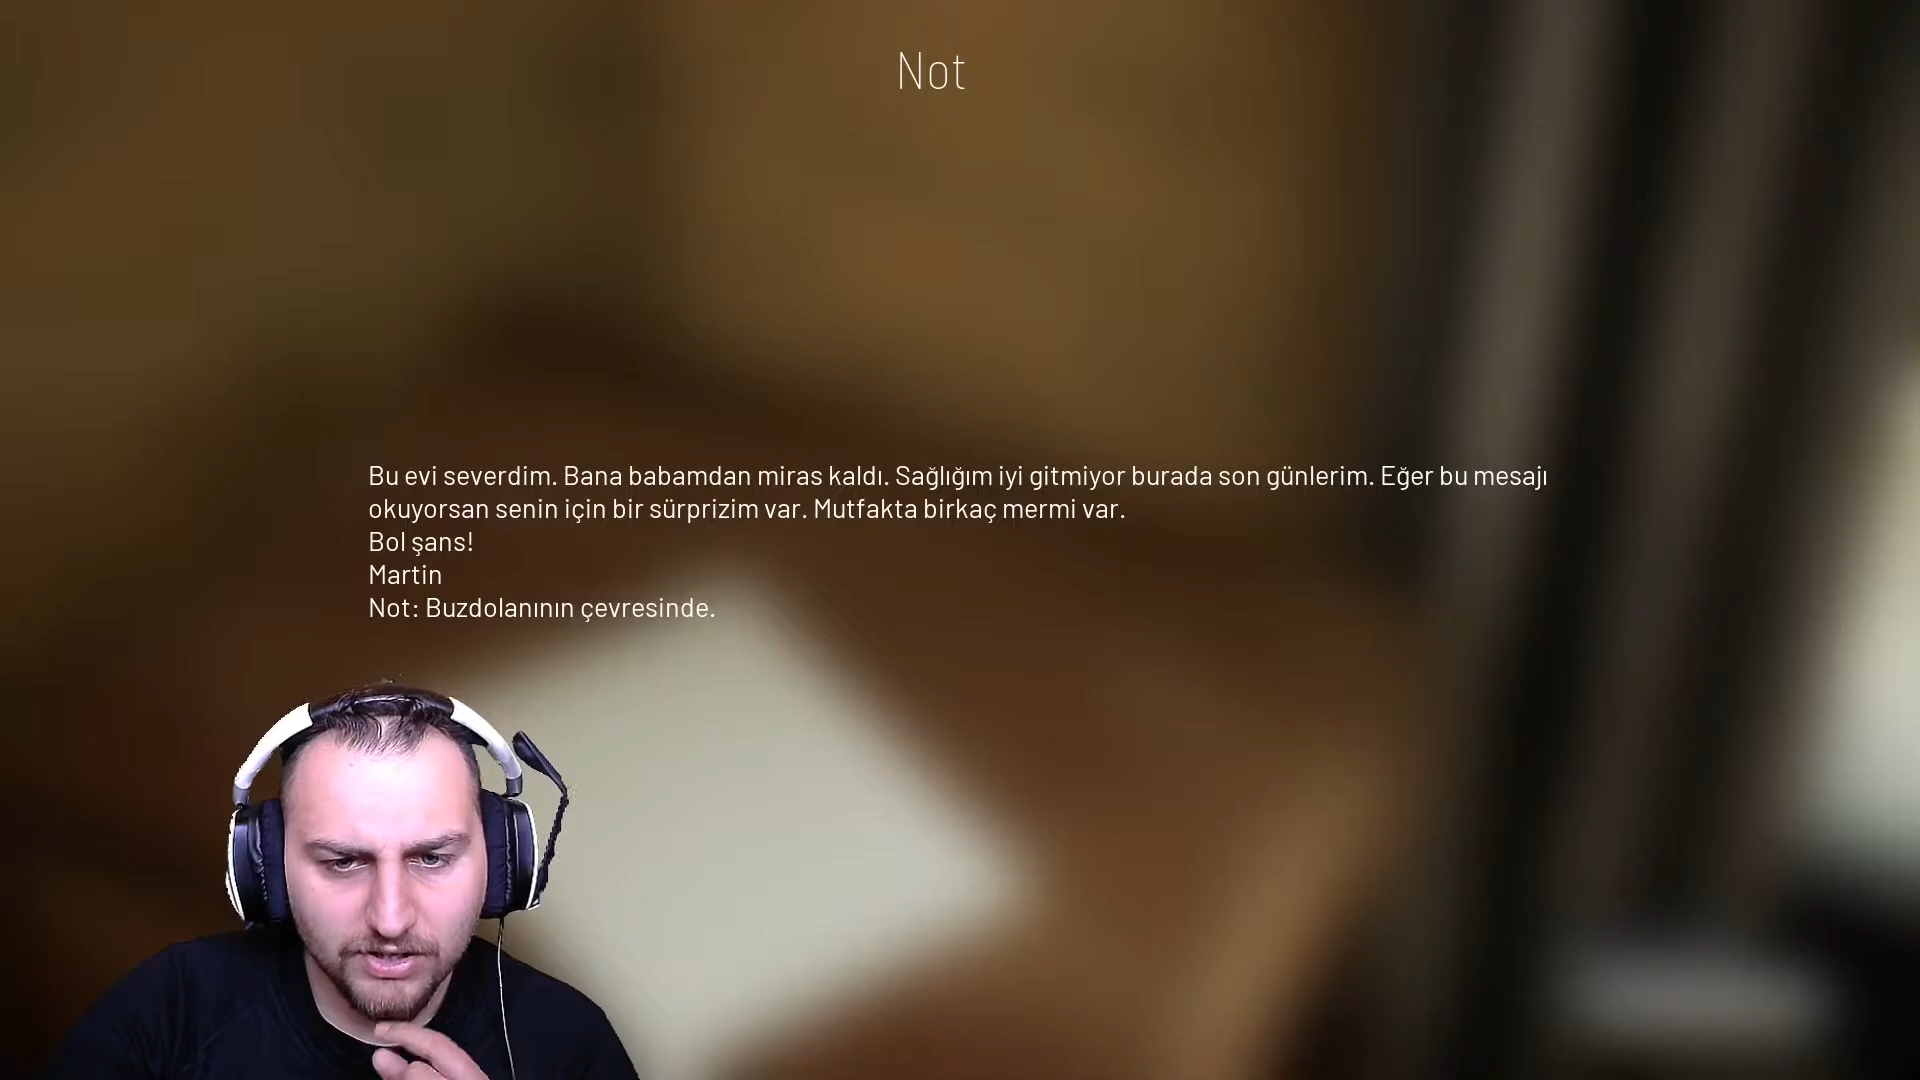 Not
Bu evi severdim. Bana babamdan miras kaldı. Sağlığım iyi gitmiyor burada son günlerim. Eğer bu mesajı
okuyorsan senin için bir sürprizim var. Mutfakta birkaç mermi var.
Bol şans!
Martin
Not: Buzdolanının çevresinde.